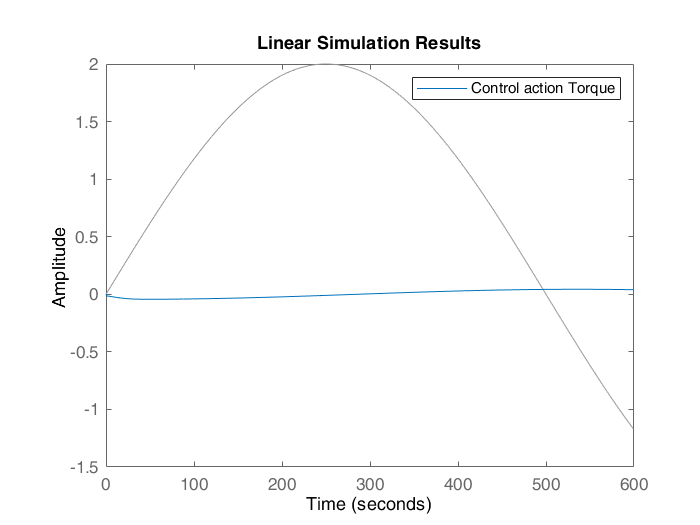 Linear Simulation Results
Control action Torque
Amplitude
2
1.5
1
0.5
0
-0.5
-1
-1.5
0 100 200 300 400 500 600
Time (seconds)